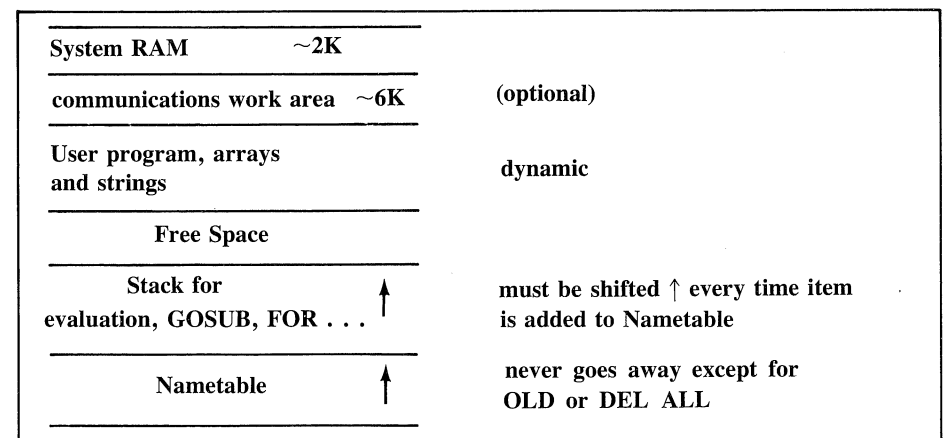 System RAM ~2K
communications work area ~6K (optional)
User program, arrays
and strings
dynamic
Free Space
Stack for
evaluation, GOSUB, FOR . . .
must be shifted ↑ every time item
is added to Nametable
Nametable
never goes away except for
OLD or DEL ALL